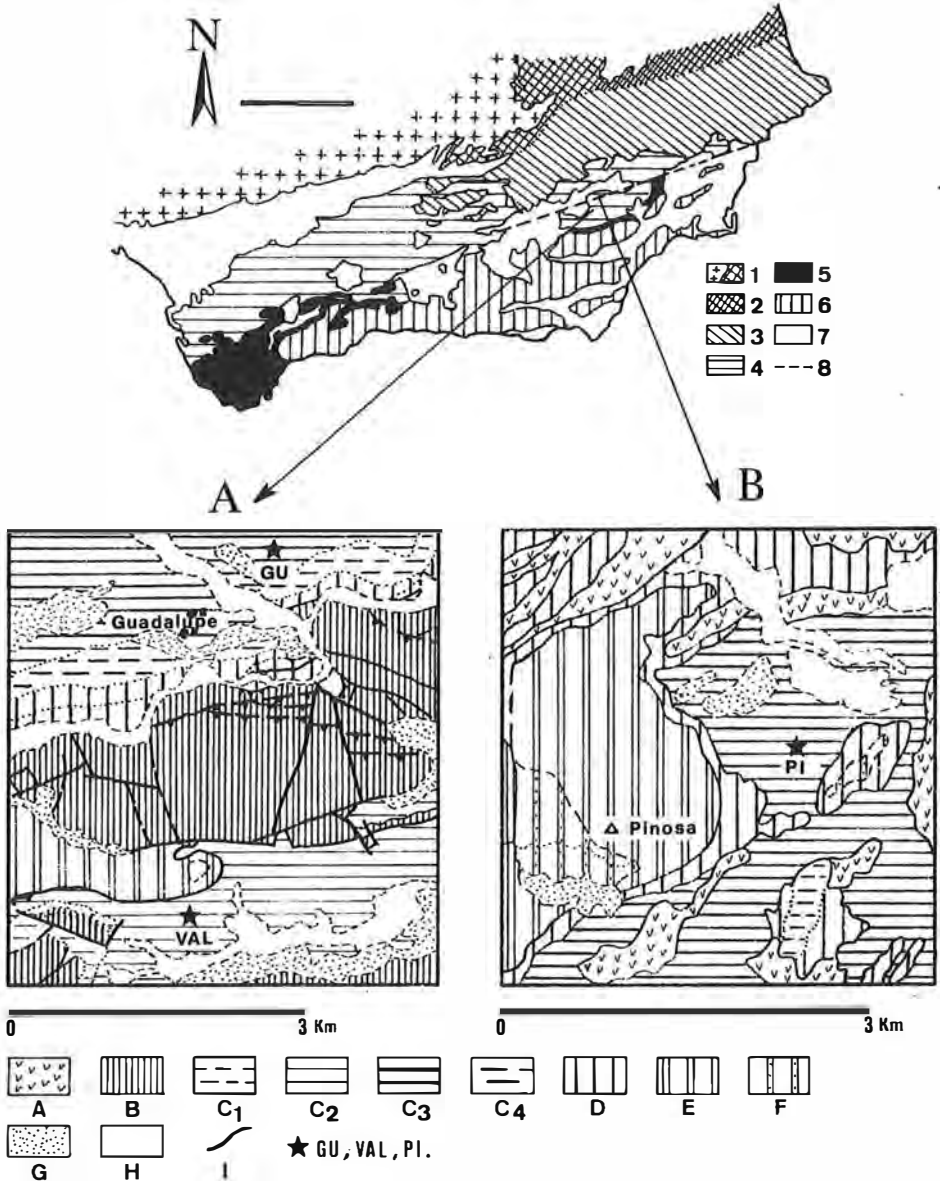 N
1 5
2 6
3 7
4 8
A B
GU
Guadalupe
VAL
PI
Pinosa
0 3 Km
0 3 Km
A B C1 C2 C3 C4 D E F
G H I ★ GU, VAL, PI.